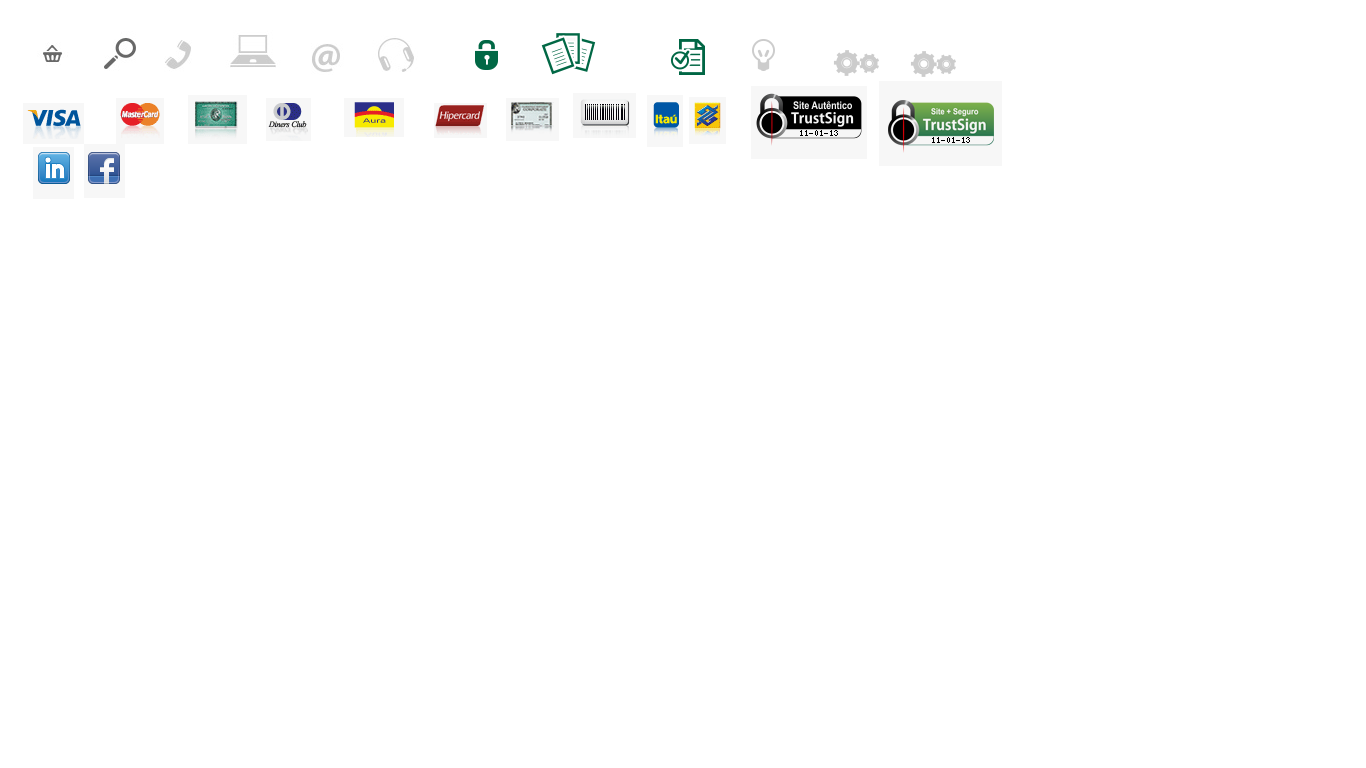 @
VISA
MasterCard
Diners Club
Aura
Hipercard
Itaú
Site Autêntico
TrustSign
11-01-13
Site + Seguro
TrustSign
11-01-13
in
f